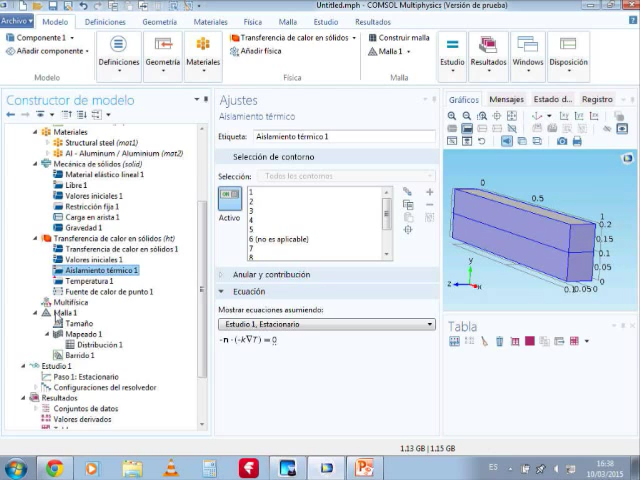 Untitled.mph - COMSOL Multiphysics (Versión de prueba)
Archivo
Modelo
Definiciones
Geometría
Materiales
Física
Malla
Estudio
Resultados
Componente 1
Añadir componente
Modelo
Definiciones
Geometría
Materiales
Transferencia de calor en sólidos
Añadir física
Física
Construir malla
Malla 1
Malla
Estudio
Resultados
Windows
Disposición
Constructor de modelo
Materiales
Structural steel (mat1)
Al - Aluminum / Aluminium (mat2)
Mecánica de sólidos (solid)
Material elástico lineal 1
Libre 1
Valores iniciales 1
Restricción fija 1
Carga en arista 1
Gravedad 1
Transferencia de calor en sólidos (ht)
Transferencia de calor en sólidos 1
Valores iniciales 1
Aislamiento térmico 1
Temperatura 1
Fuente de calor de punto 1
Multifísica
Malla 1
Tamaño
Mapeado 1
Distribución 1
Barrido 1
Estudio 1
Paso 1: Estacionario
Configuraciones del resolvedor
Resultados
Conjuntos de datos
Valores derivados
Ajustes
Aislamiento térmico
Etiquete: Aislamiento térmico 1
Selección de contorno
Selección: Todos los contornos
Activo
1
2
3
4
5
6 (no es aplicable)
7
8
Anular y contribución
Ecuación
Mostrar ecuaciones asumiendo:
Estudio 1, Estacionario
-n · (-k∇T) = 0
Gráficos
Mensajes
Estado d...
Registro
0
0.5
1
0.2
0.15
0.1
0.05
0
0.1 0.05 0
y
z
x
Tabla
1.13 GB | 1.15 GB
ES
16:38
10/03/2015